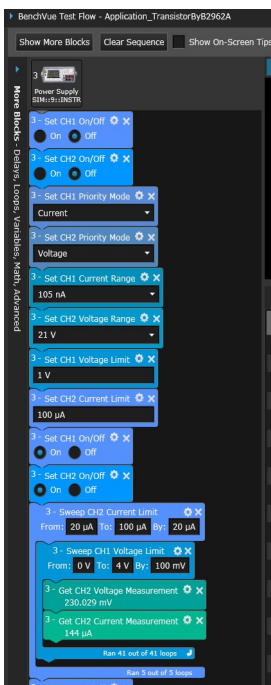 BenchVue Test Flow - Application_TransistorByB2962A
Show More Blocks Clear Sequence Show On-Screen Tips
More Blocks - Delays, Loops, Variables, Math, Advanced
3
Power Supply
SIM::9::INSTR
3 - Set CH1 On/Off
On Off
3 - Set CH2 On/Off
On Off
3 - Set CH1 Priority Mode
Current
3 - Set CH2 Priority Mode
Voltage
3 - Set CH1 Current Range
105 nA
3 - Set CH2 Voltage Range
21 V
3 - Set CH1 Voltage Limit
1 V
3 - Set CH2 Current Limit
100 µA
3 - Set CH1 On/Off
On Off
3 - Set CH2 On/Off
On Off
3 - Sweep CH2 Current Limit
From: 20 µA To: 100 µA By: 20 µA
3 - Sweep CH1 Voltage Limit
From: 0 V To: 4 V By: 100 mV
3 - Get CH2 Voltage Measurement
230.029 mV
3 - Get CH2 Current Measurement
144 µA
Ran 41 out of 41 loops
Ran 5 out of 5 loops